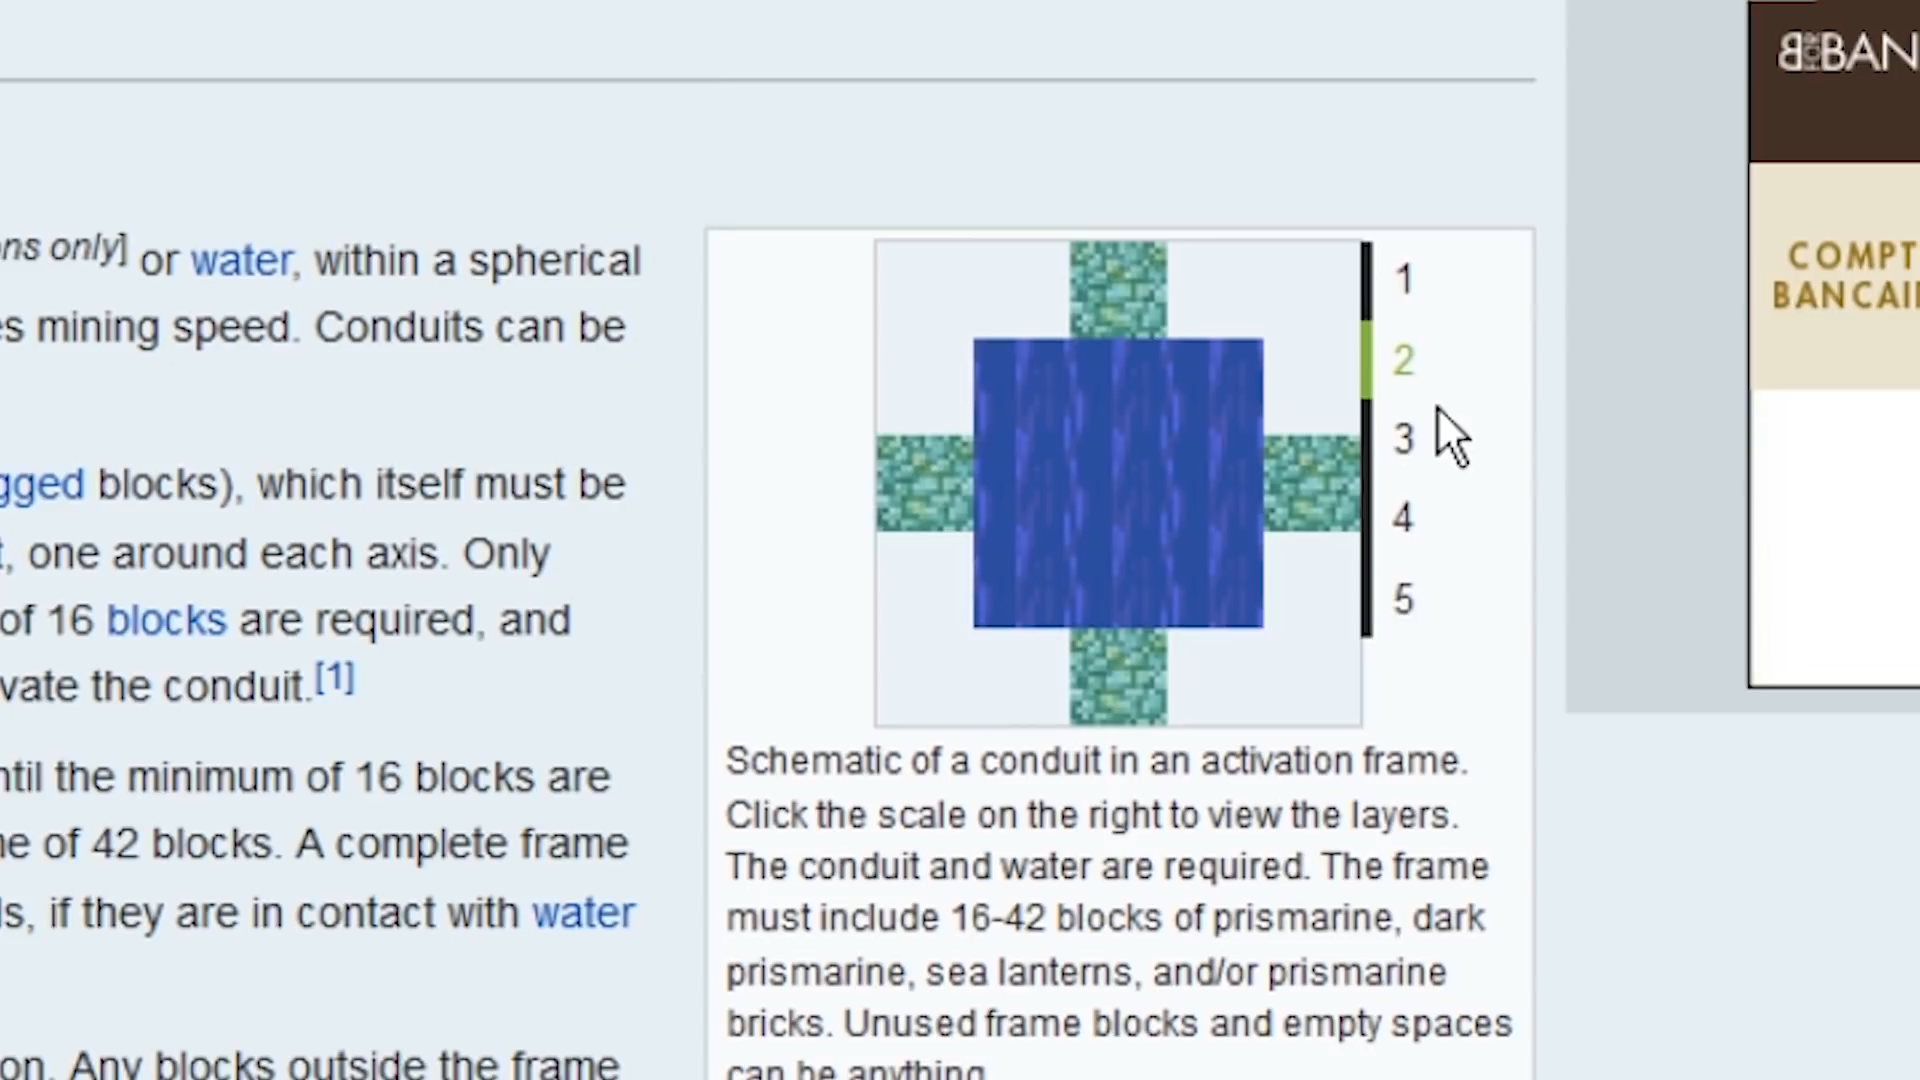 ns only] or water, within a spherical
es mining speed. Conduits can be
gged blocks), which itself must be
t, one around each axis. Only
of 16 blocks are required, and
vate the conduit.[1]
ntil the minimum of 16 blocks are
ne of 42 blocks. A complete frame
ls, if they are in contact with water
on. Any blocks outside the frame
1
2
3
4
5
Schematic of a conduit in an activation frame.
Click the scale on the right to view the layers.
The conduit and water are required. The frame
must include 16-42 blocks of prismarine, dark
prismarine, sea lanterns, and/or prismarine
bricks. Unused frame blocks and empty spaces
can be anything
BAN
COMPT
BANCAI